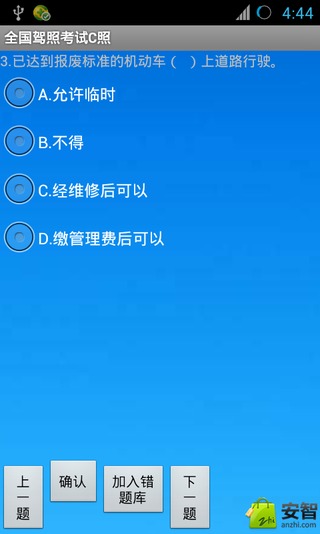 4:44
全国驾照考试C照
3.已达到报废标准的机动车（　）上道路行驶。
A.允许临时
B.不得
C.经维修后可以
D.缴管理费后可以
上一题
确认
加入错题库
下一题
安智
anzhi.com